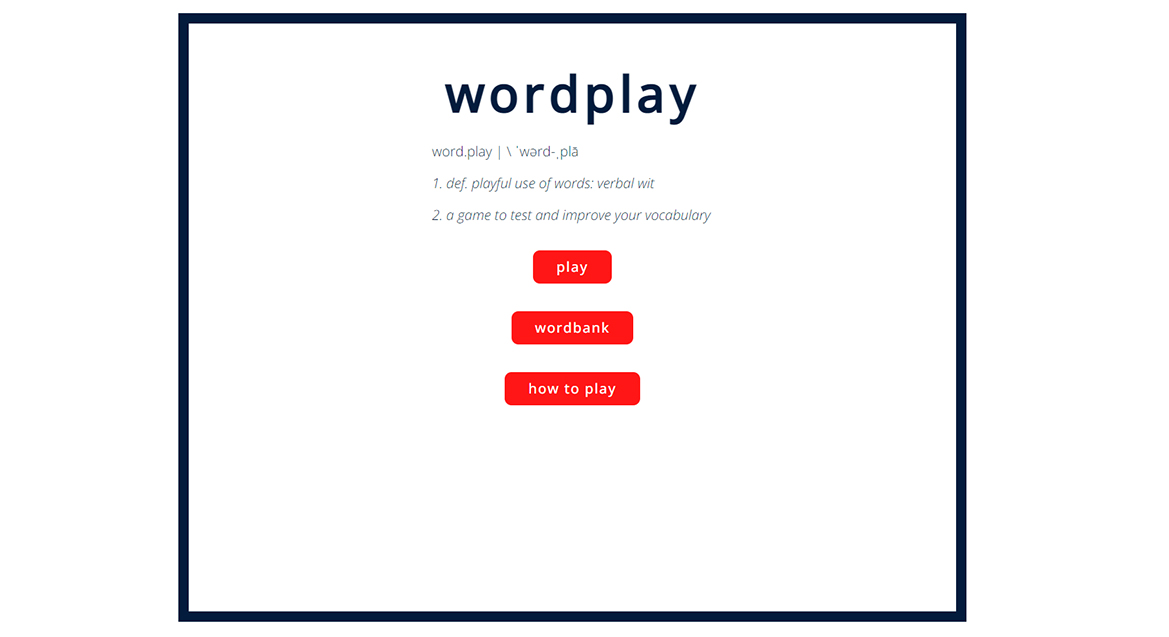 wordplay
word.play | \ ˈwərd-ˌplā
1. def. playful use of words: verbal wit
2. a game to test and improve your vocabulary
play
wordbank
how to play